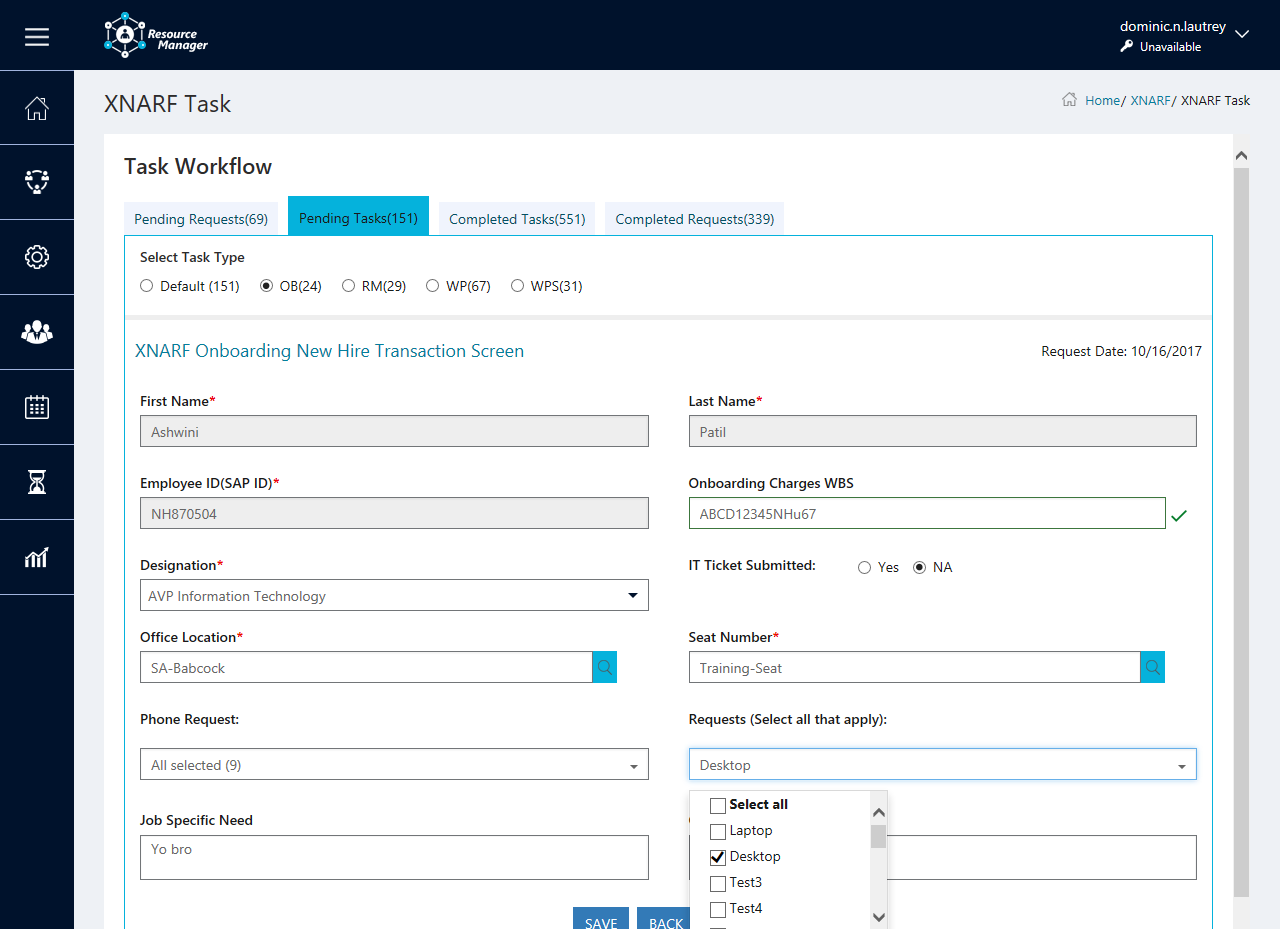 Resource
Manager
dominic.n.lautrey
Unavailable
XNARF Task
Home/ XNARF/ XNARF Task
Task Workflow
Pending Requests(69) Pending Tasks(151) Completed Tasks(551) Completed Requests(339)
Select Task Type
Default (151) OB(24) RM(29) WP(67) WPS(31)
XNARF Onboarding New Hire Transaction Screen Request Date: 10/16/2017
First Name* Last Name*
Ashwini Patil
Employee ID(SAP ID)* Onboarding Charges WBS
NH870504 ABCD12345NHu67
Designation* IT Ticket Submitted: Yes NA
AVP Information Technology
Office Location* Seat Number*
SA-Babcock Training-Seat
Phone Request: Requests (Select all that apply):
All selected (9) Desktop
Select all
Job Specific Need
Laptop
Yo bro
Desktop
Test3
Test4
SAVE BACK